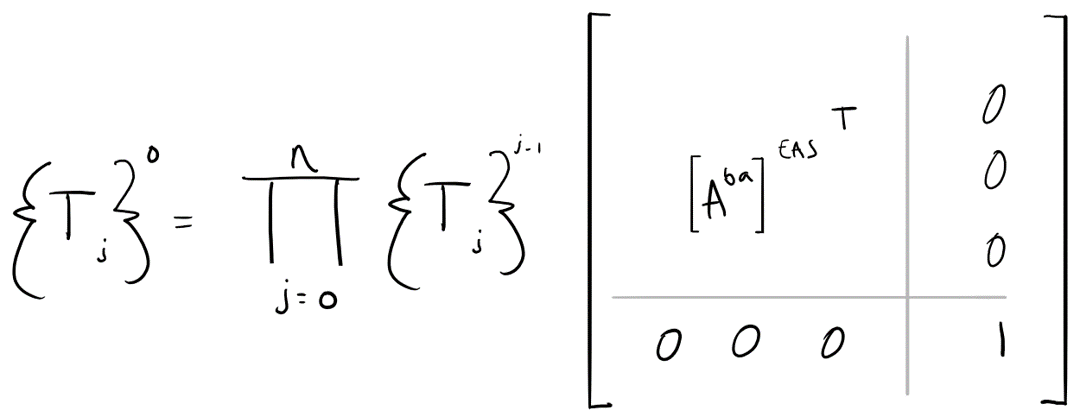 {T_j}^0 = ∏_{j=0}^{n} {T_j}^{j-1} [ [A^{ba}]^{EAS^T} | 0
0
0
0 0 0 | 1 ]